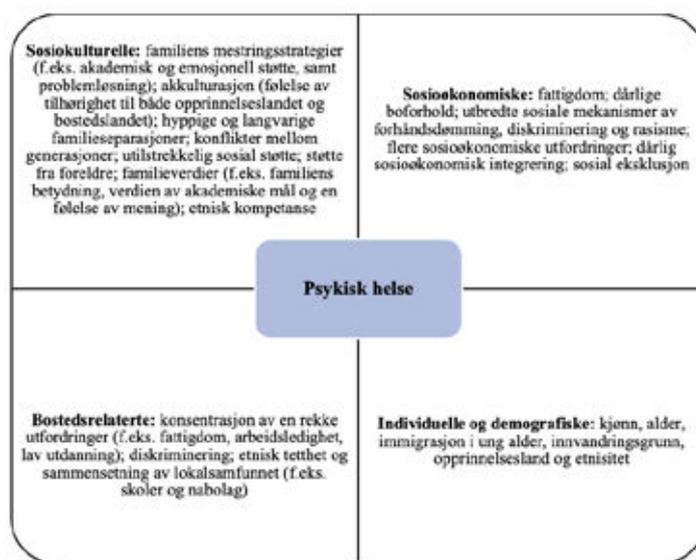 Sosiokulturelle: familiens mestringsstrategier
(f.eks. akademisk og emosjonell støtte, samt
problemløsning); akkulturasjon (følelse av
tilhørighet til både opprinnelseslandet og
bostedslandet); hyppige og langvarige
familieseparasjoner; konflikter mellom
generasjoner; utilstrekkelig sosial støtte; støtte
fra foreldre; familieverdier (f.eks. familiens
betydning, verdien av akademiske mål og en
følelse av mening); etnisk kompetanse
Sosioøkonomiske: fattigdom; dårlige
boforhold; utbredte sosiale mekanismer av
forhåndsdømming, diskriminering og rasisme;
flere sosioøkonomiske utfordringer; dårlig
sosioøkonomisk integrering; sosial eksklusjon
Psykisk helse
Bostedsrelaterte: konsentrasjon av en rekke
utfordringer (f.eks. fattigdom, arbeidsledighet,
lav utdanning); diskriminering; etnisk tetthet og
sammensetning av lokalsamfunnet (f.eks.
skoler og nabolag)
Individuelle og demografiske: kjønn, alder,
immigrasjon i ung alder, innvandringsgrunn,
opprinnelsesland og etnisitet